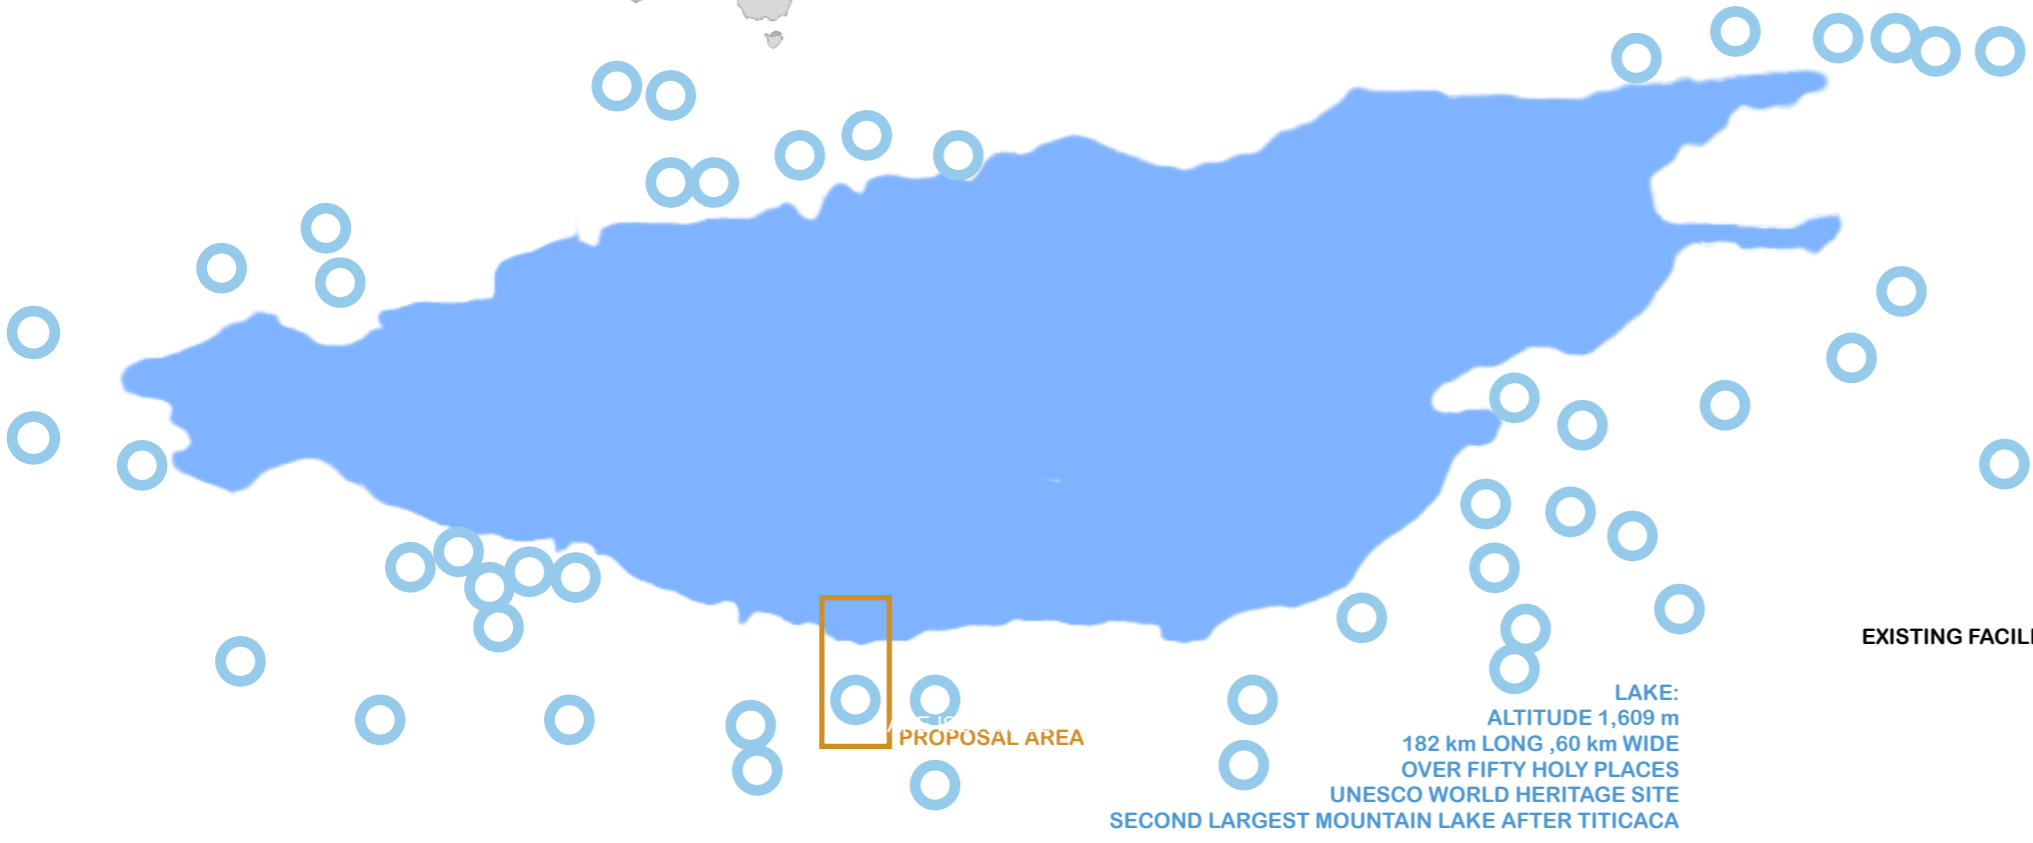 EXISTING FACILI
LAKE:
ALTITUDE 1,609 m
182 km LONG ,60 km WIDE
OVER FIFTY HOLY PLACES
UNESCO WORLD HERITAGE SITE
SECOND LARGEST MOUNTAIN LAKE AFTER TITICACA
PROPOSAL AREA